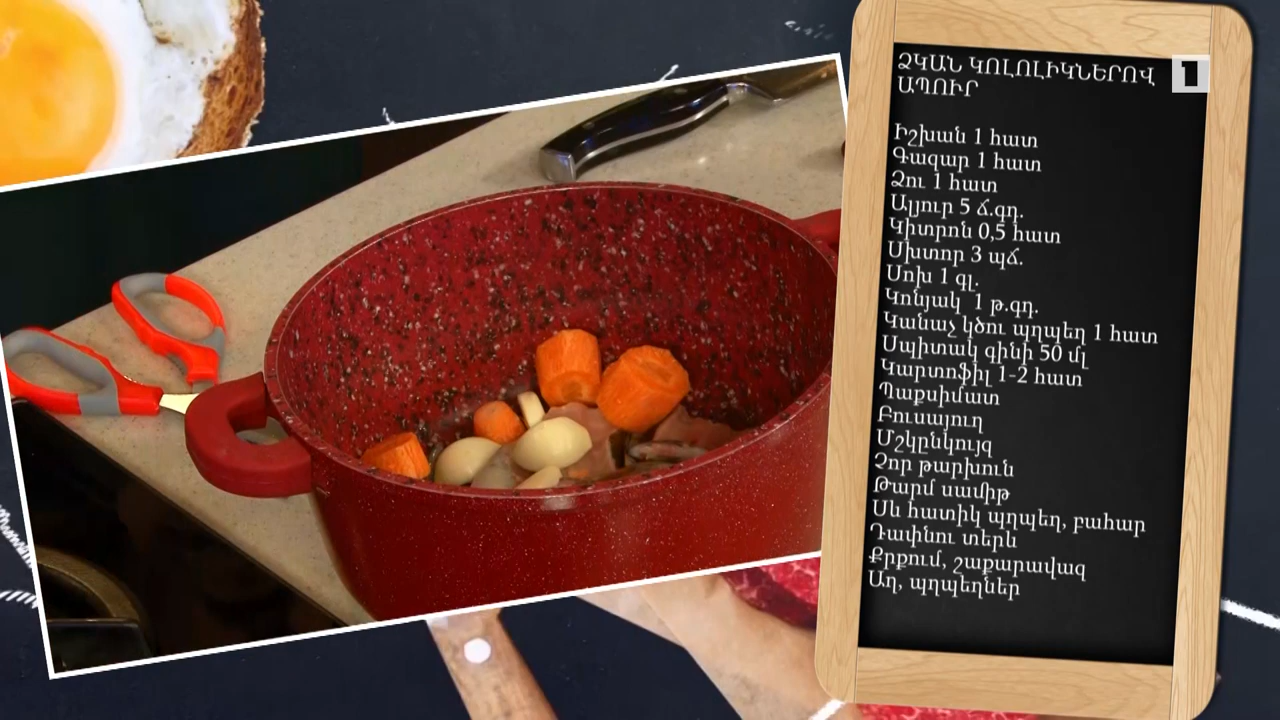 ՁԿԱՆ ԿՈԼՈԼԻԿՆԵՐՈՎ
ԱՊՈՒՐ
1
Իշխան 1 հատ
Գազար 1 հատ
Ձու 1 հատ
Ալյուր 5 ճ.գդ.
Կիտրոն 0,5 հատ
Սխտոր 3 պճ.
Սոխ 1 գլ.
Կոնյակ 1 թ.գդ.
Կանաչ կծու պղպեղ 1 հատ
Սպիտակ գինի 50 մլ
Կարտոֆիլ 1-2 հատ
Պաքսիմատ
Բուսայուղ
Մշկընկույզ
Չոր թարխուն
Թարմ սամիթ
Սև հատիկ պղպեղ, բահար
Դափնու տերև
Քրքում, շաքարավազ
Աղ, պղպեղներ